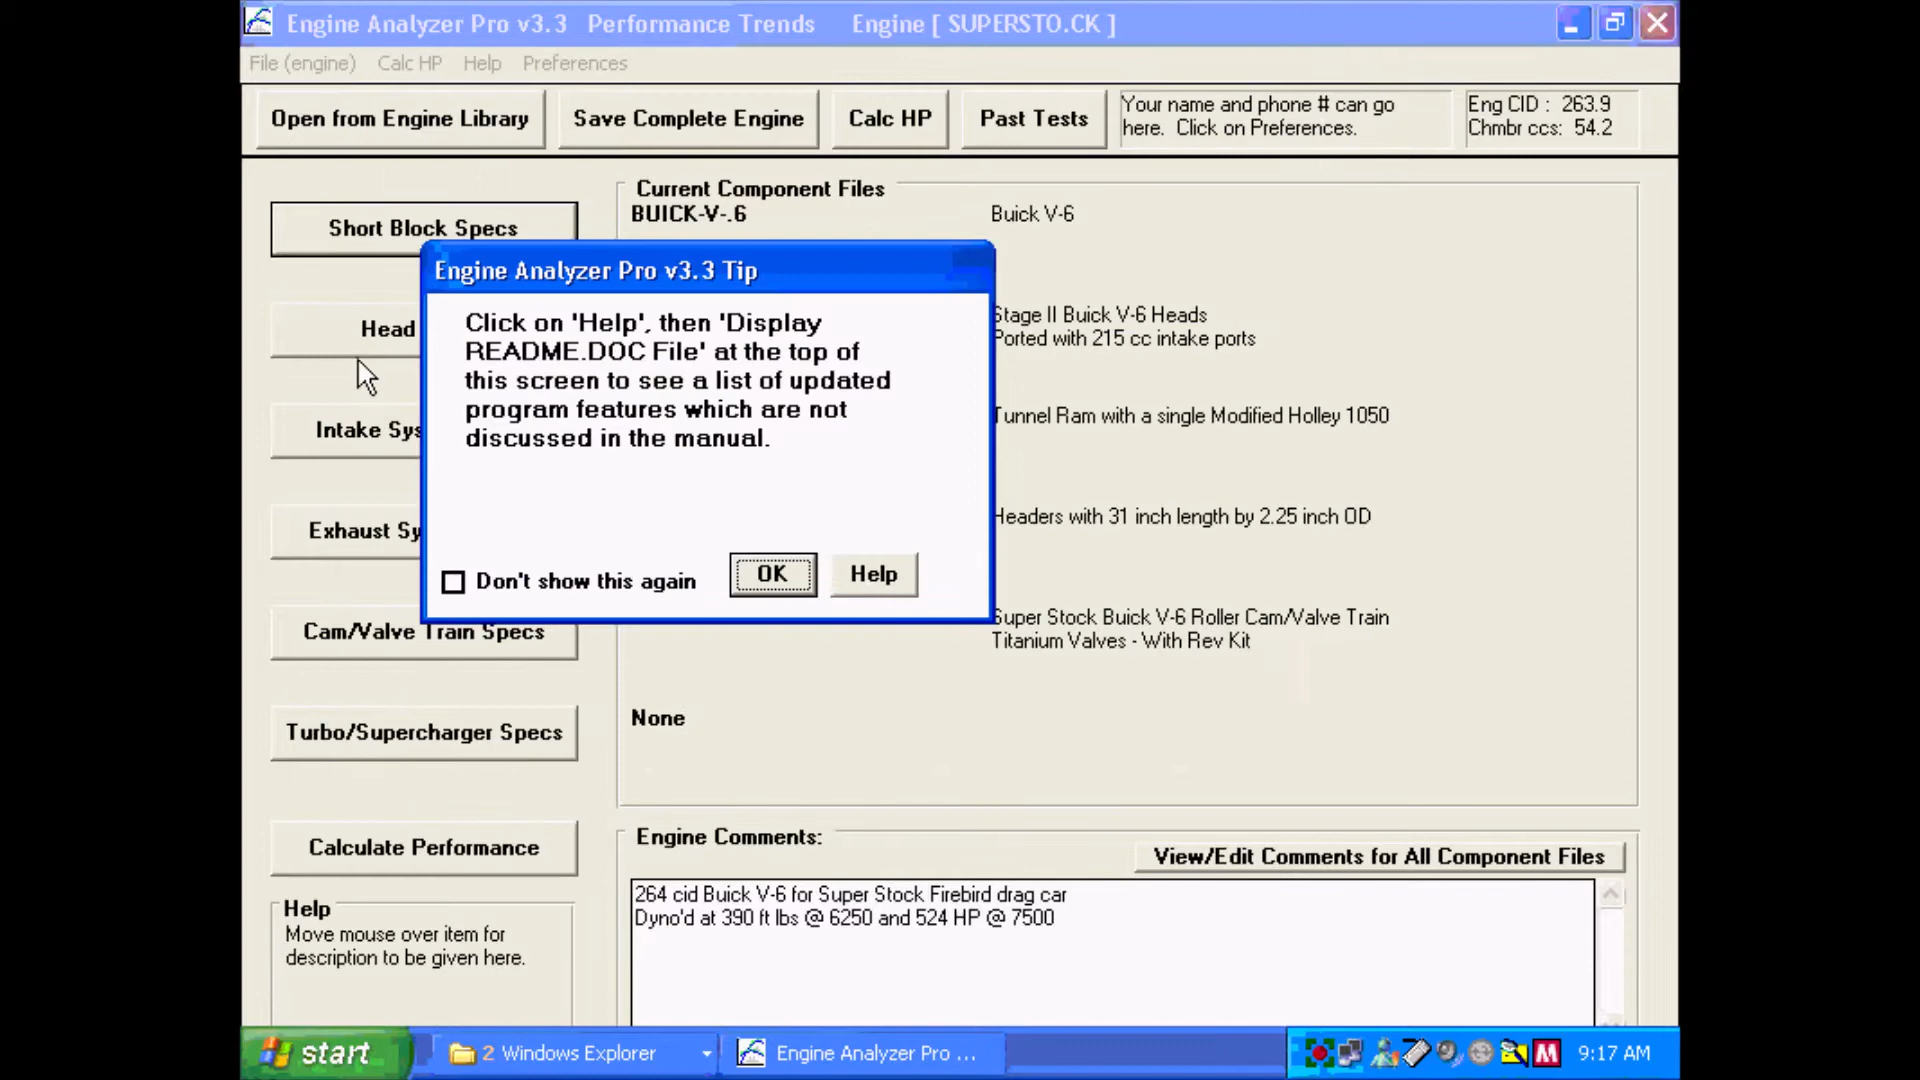 Engine Analyzer Pro v3.3   Performance Trends     Engine [ SUPERSTO.CK ]
File (engine)   Calc HP   Help   Preferences
Open from Engine Library
Save Complete Engine
Calc HP
Past Tests
Your name and phone # can go
here.  Click on Preferences.
Eng CID :  263.9
Chmbr ccs:  54.2
Short Block Specs
Head
Intake Sys
Exhaust Sy
Cam/Valve Train Specs
Turbo/Supercharger Specs
Calculate Performance
Help
Move mouse over item for
description to be given here.
Current Component Files
BUICK-V-.6
Buick V-6
Stage II Buick V-6 Heads
Ported with 215 cc intake ports
Tunnel Ram with a single Modified Holley 1050
Headers with 31 inch length by 2.25 inch OD
Super Stock Buick V-6 Roller Cam/Valve Train
Titanium Valves - With Rev Kit
None
Engine Analyzer Pro v3.3 Tip
Click on 'Help', then 'Display
README.DOC File' at the top of
this screen to see a list of updated
program features which are not
discussed in the manual.
Don't show this again
OK
Help
Engine Comments:
View/Edit Comments for All Component Files
264 cid Buick V-6 for Super Stock Firebird drag car
Dyno'd at 390 ft lbs @ 6250 and 524 HP @ 7500
start
2 Windows Explorer
Engine Analyzer Pro ...
M
9:17 AM